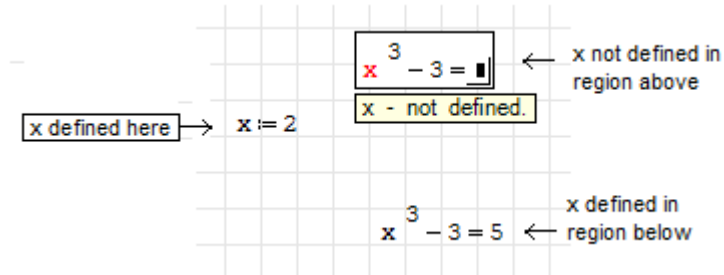 x³ − 3 = ▮
x not defined in
region above
x - not defined.
x defined here
x := 2
x defined in
region below
x³ − 3 = 5